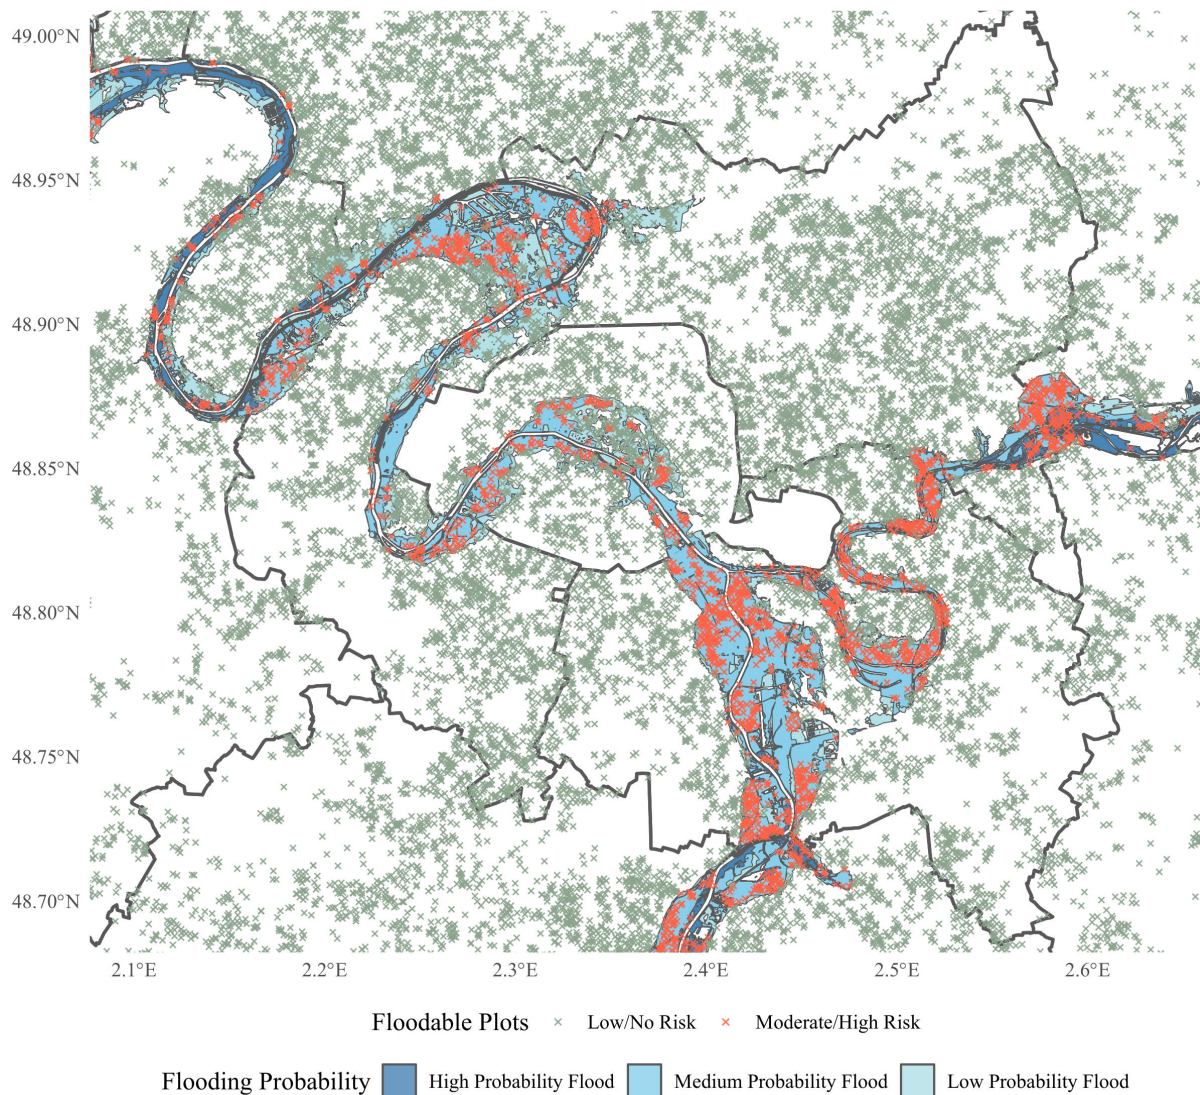 49.00°N
48.95°N
48.90°N
48.85°N
48.80°N
48.75°N
48.70°N
2.1°E 2.2°E 2.3°E 2.4°E 2.5°E 2.6°E
Floodable Plots Low/No Risk Moderate/High Risk
Flooding Probability High Probability Flood Medium Probability Flood Low Probability Flood